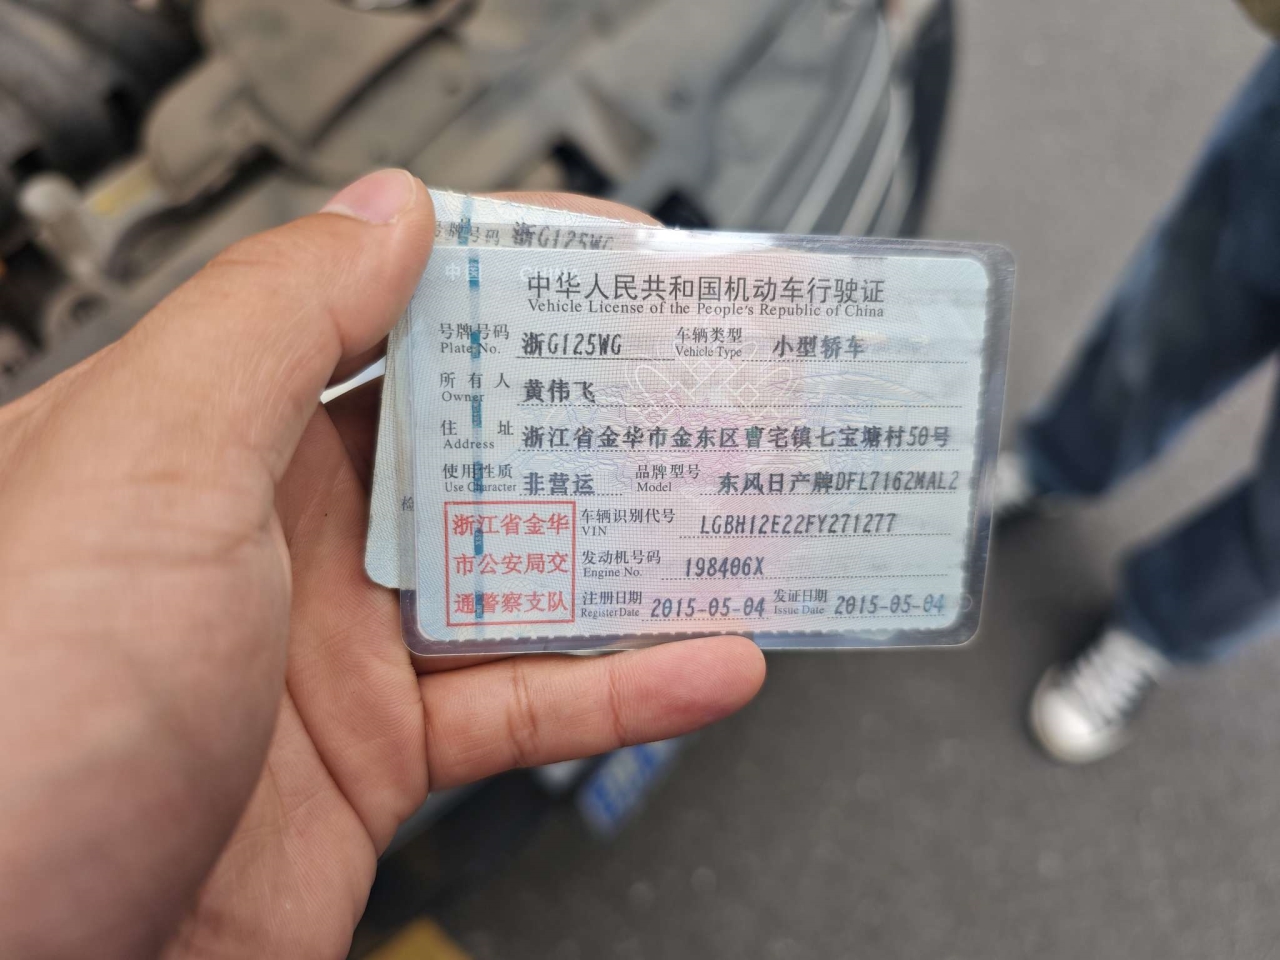 号牌号码 浙G125WG
中国 CHINA
中华人民共和国机动车行驶证
Vehicle License of the People's Republic of China
号牌号码 浙G125WG 车辆类型 小型轿车
Plate No. Vehicle Type
所有人 黄伟飞
Owner
住址 浙江省金华市金东区曹宅镇七宝塘村50号
Address
使用性质 非营运 品牌型号 东风日产牌DFL7162MAL2
Use Character Model
浙江省金华 车辆识别代号 LGBH12E22FY271277
VIN
市公安局交 发动机号码 198406X
Engine No.
通警察支队 注册日期 2015-05-04 发证日期 2015-05-04
Register Date Issue Date